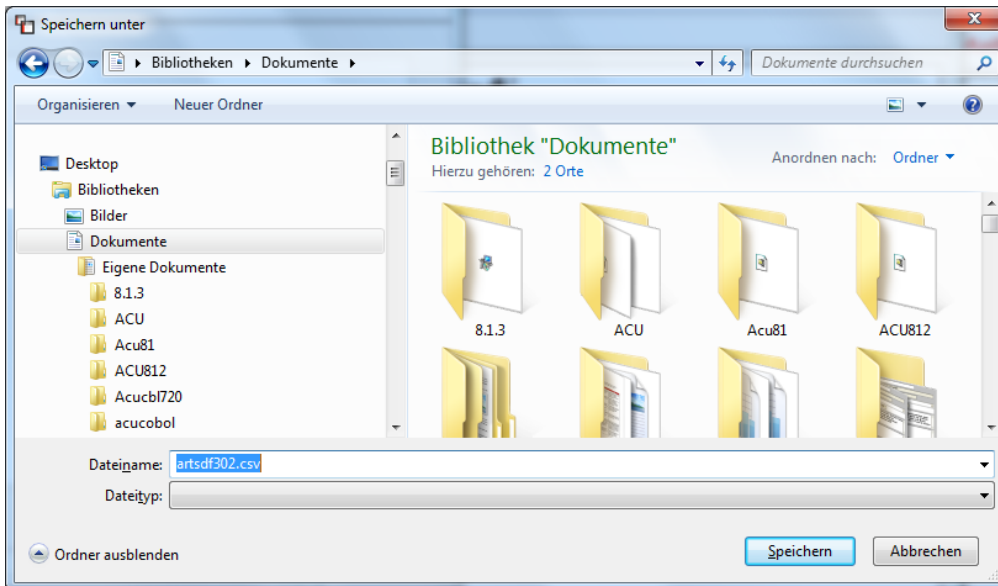 Speichern unter
Bibliotheken Dokumente
Dokumente durchsuchen
Organisieren Neuer Ordner
Desktop
Bibliotheken
Bilder
Dokumente
Eigene Dokumente
8.1.3
ACU
Acu81
ACU812
Acucbl720
acucobol
Bibliothek "Dokumente"
Hierzu gehören: 2 Orte
Anordnen nach: Ordner
8.1.3
ACU
Acu81
ACU812
Dateiname: artsdf302.csv
Dateityp:
Ordner ausblenden
Speichern
Abbrechen